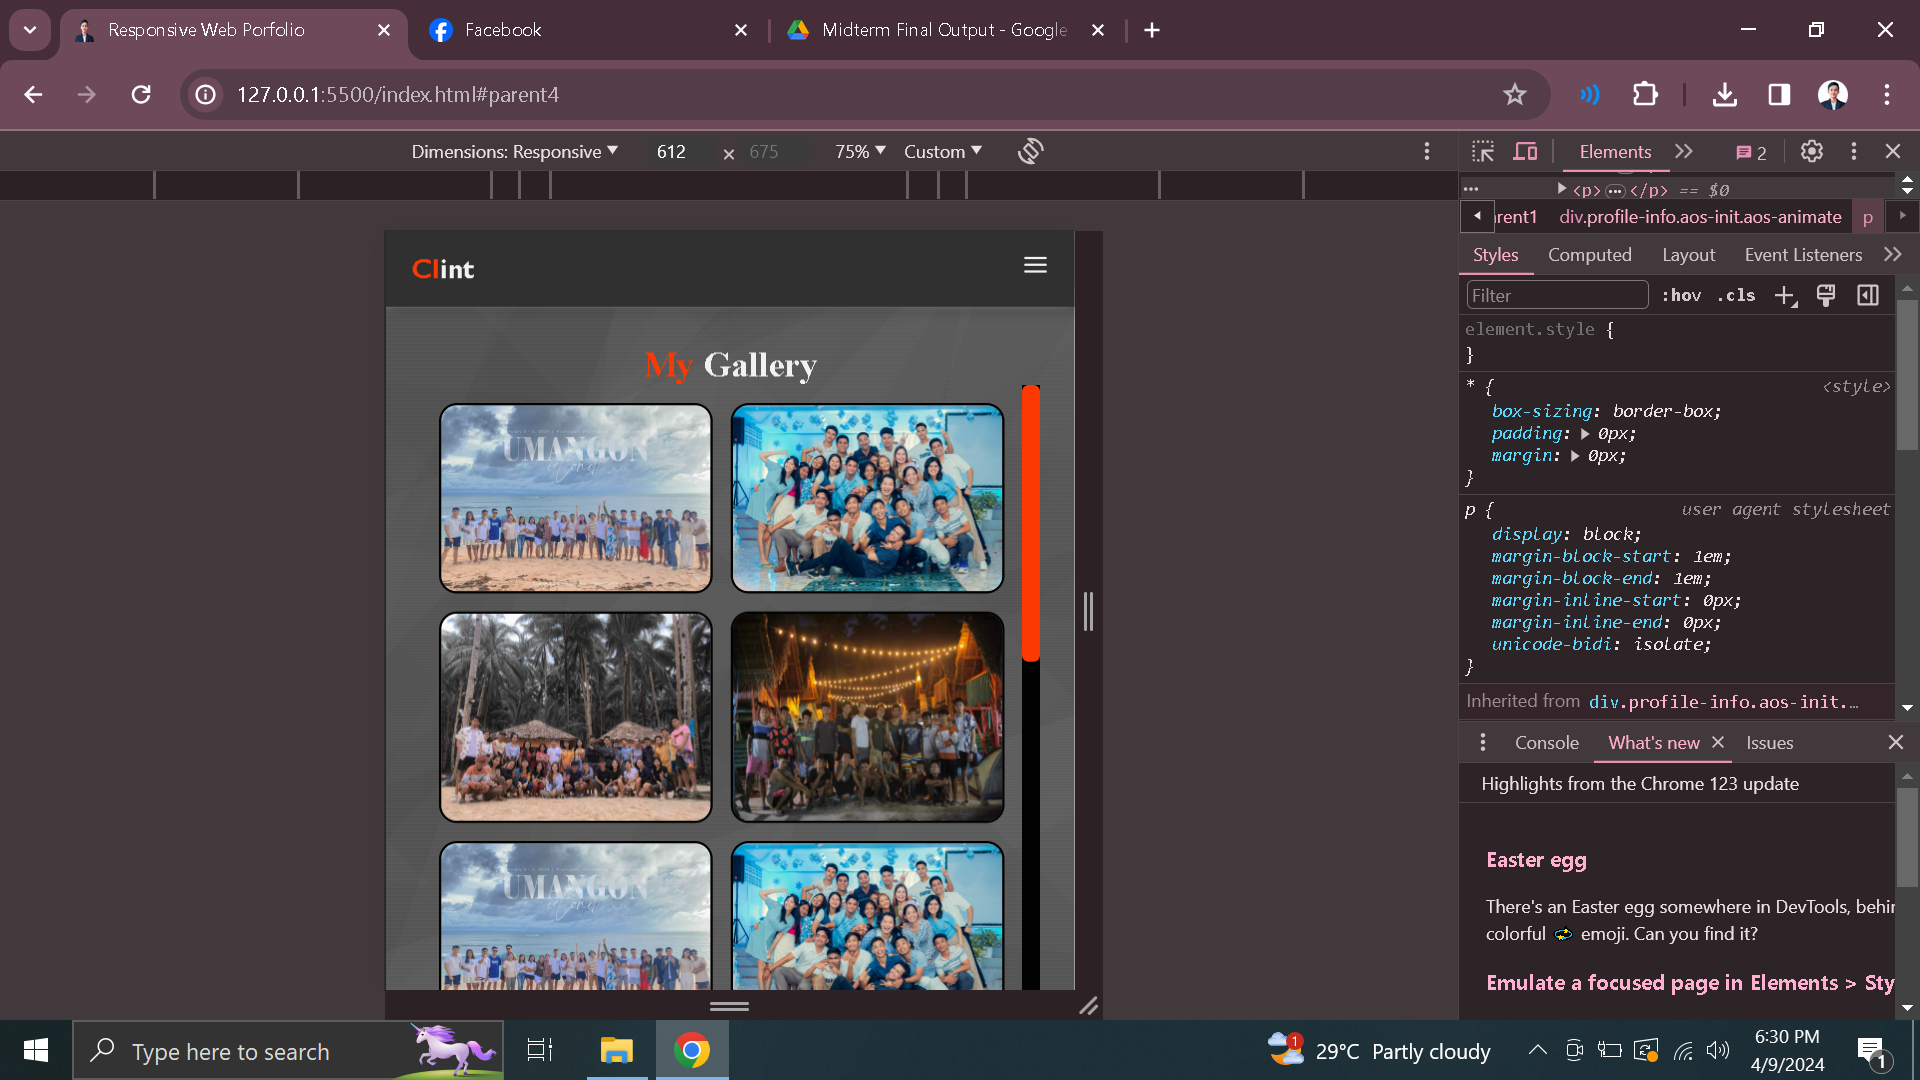 Responsive Web Porfolio
Facebook
Midterm Final Output - Google
127.0.0.1:5500/index.html#parent4
Dimensions: Responsive 612 × 675 75% Custom
Elements 2
<p> ... </p> == $0
rent1 div.profile-info.aos-init.aos-animate p
Styles Computed Layout Event Listeners
Filter :hov .cls
element.style {
}
* { <style>
box-sizing: border-box;
padding: 0px;
margin: 0px;
}
p { user agent stylesheet
display: block;
margin-block-start: 1em;
margin-block-end: 1em;
margin-inline-start: 0px;
margin-inline-end: 0px;
unicode-bidi: isolate;
}
Inherited from div.profile-info.aos-init.…
Console What's new Issues
Highlights from the Chrome 123 update
Easter egg
There's an Easter egg somewhere in DevTools, behin
colorful emoji. Can you find it?
Emulate a focused page in Elements > Sty
Clint
My Gallery
UMANGON
UMANGON
Type here to search
1
29°C Partly cloudy
6:30 PM
4/9/2024
1